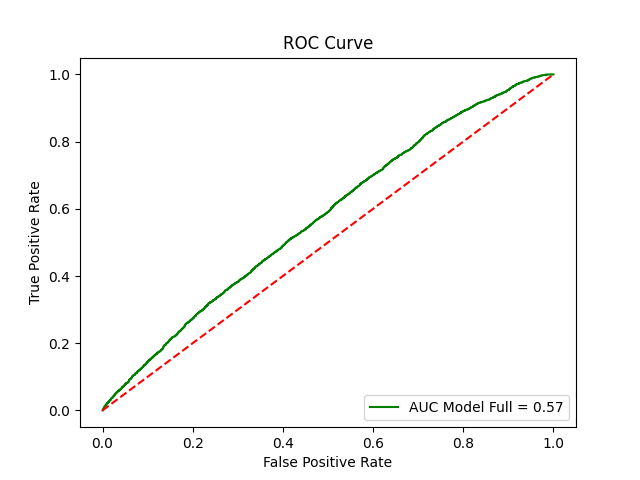 ROC Curve
True Positive Rate
1.0
0.8
0.6
0.4
0.2
0.0
0.0 0.2 0.4 0.6 0.8 1.0
False Positive Rate
AUC Model Full = 0.57